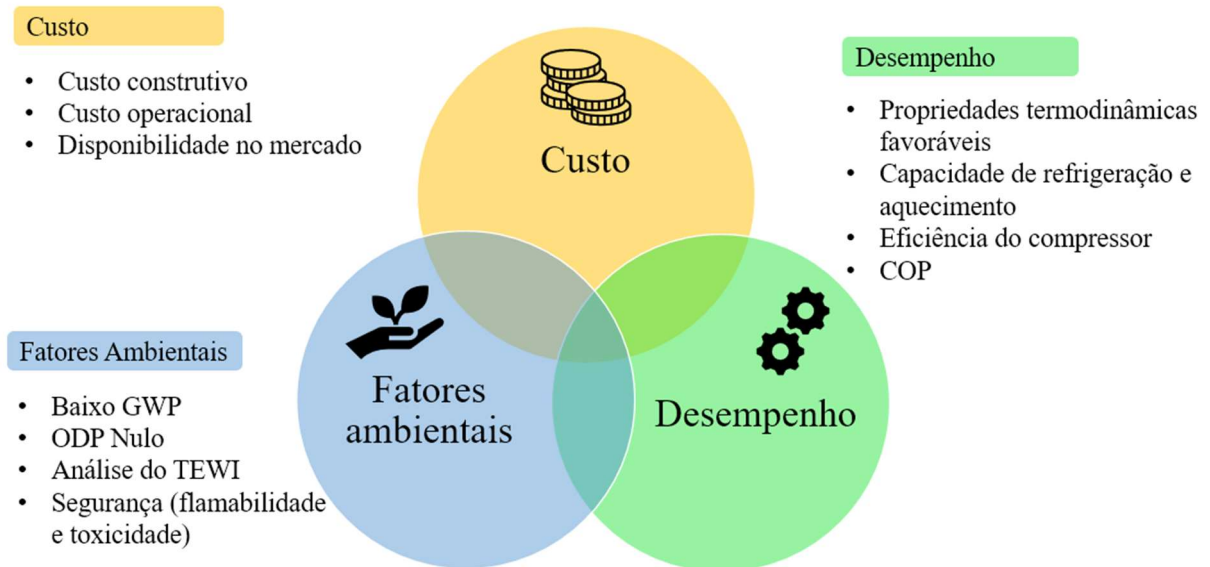 Custo
• Custo construtivo
• Custo operacional
• Disponibilidade no mercado
Custo
Desempenho
• Propriedades termodinâmicas
favoráveis
• Capacidade de refrigeração e
aquecimento
• Eficiência do compressor
• COP
Fatores Ambientais
• Baixo GWP
• ODP Nulo
• Análise do TEWI
• Segurança (flamabilidade
e toxicidade)
Fatores
ambientais
Desempenho